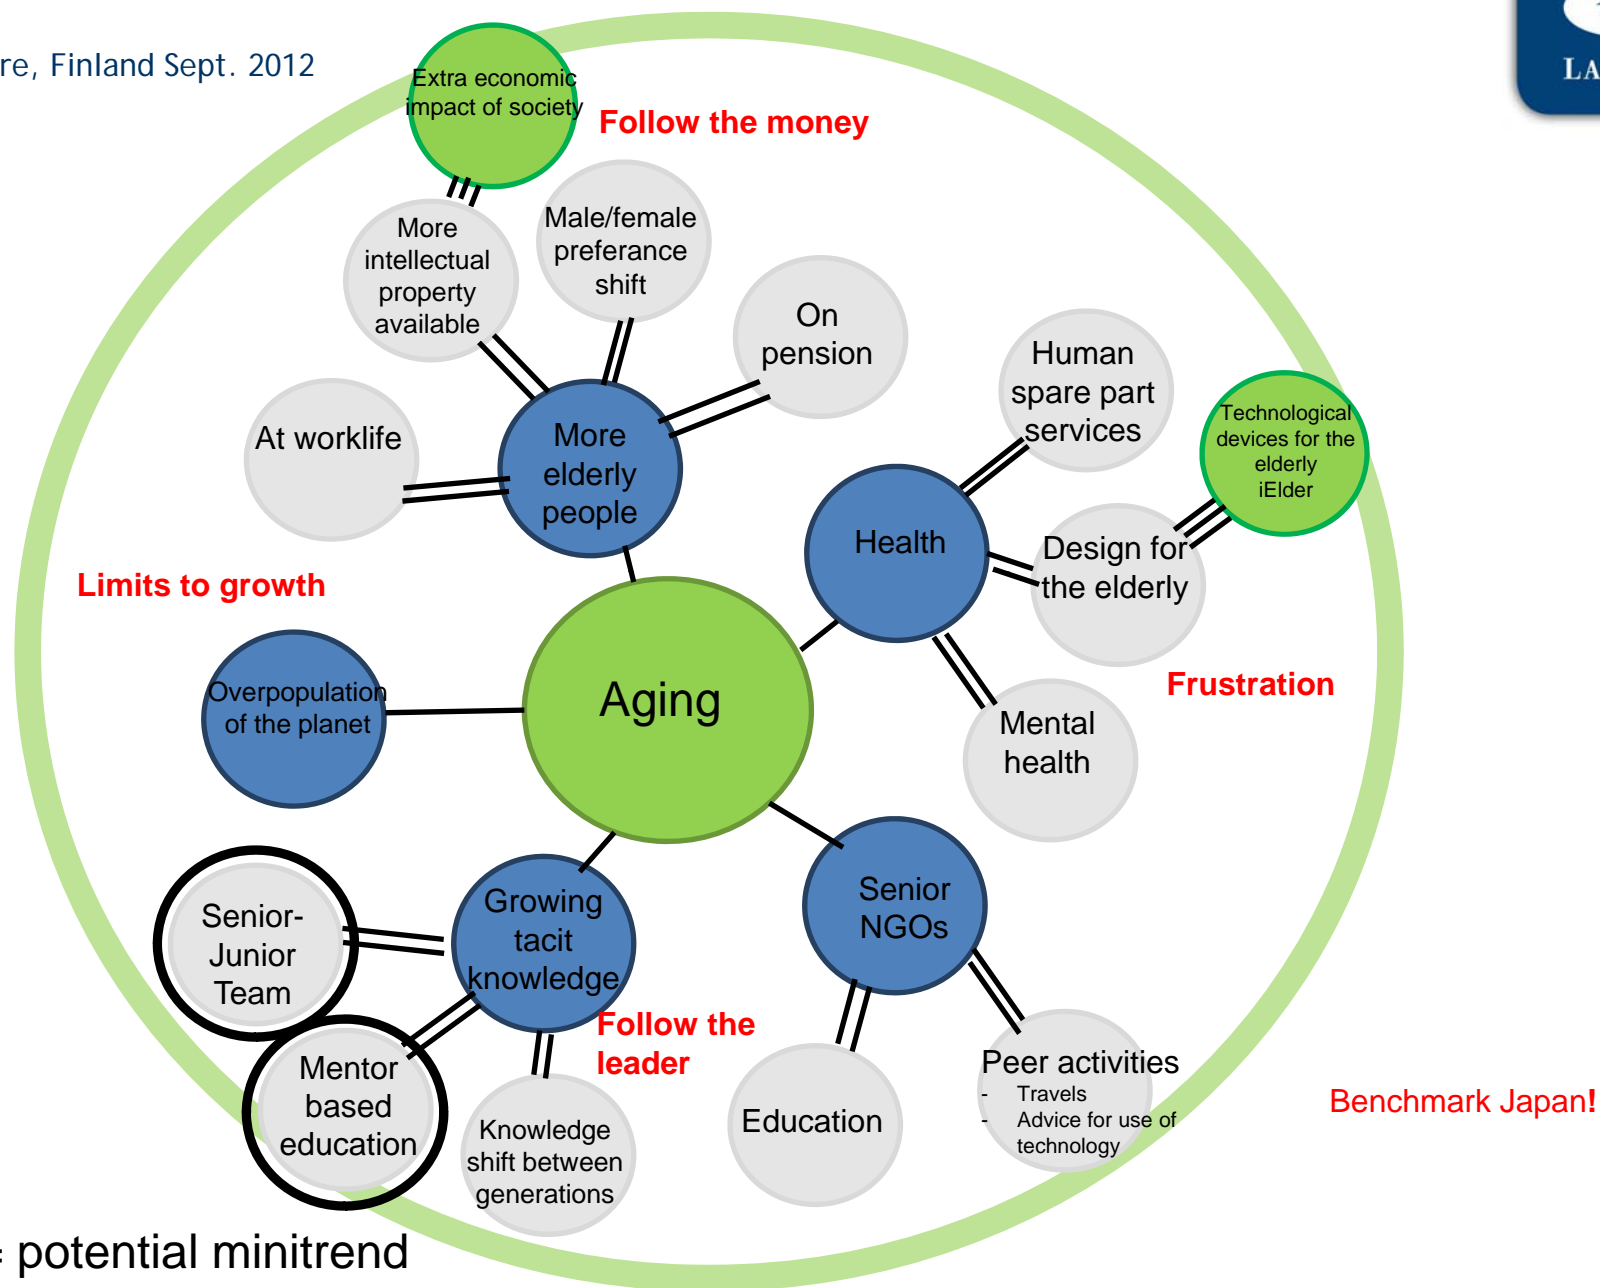 re, Finland Sept. 2012
LA
Extra economic
impact of society
Follow the money
More
intellectual
property
available
Male/female
preferance
shift
On
pension
At worklife
More
elderly
people
Human
spare part
services
Technological
devices for the
elderly
iElder
Health
Design for
the elderly
Limits to growth
Frustration
Overpopulation
of the planet
Aging
Mental
health
Senior-
Junior
Team
Growing
tacit
knowledge
Senior
NGOs
Follow the
leader
Mentor
based
education
Knowledge
shift between
generations
Education
Peer activities
- Travels
- Advice for use of
technology
Benchmark Japan!
= potential minitrend